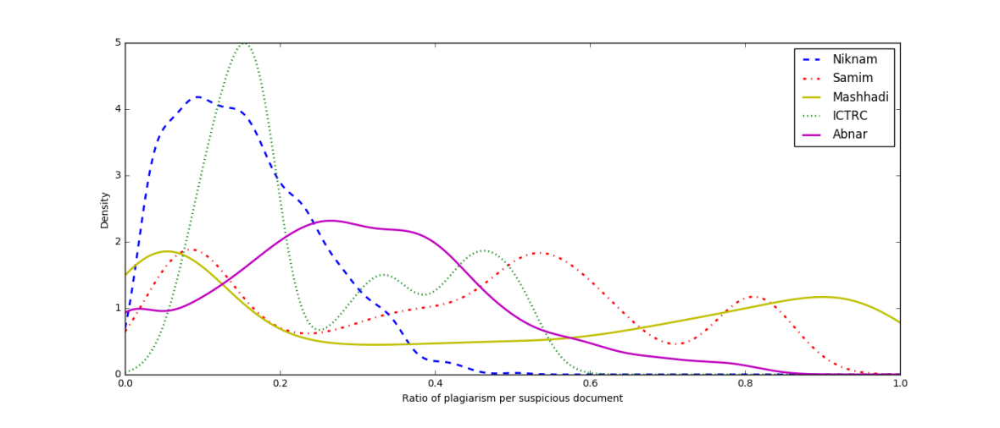 5
4
3
2
1
0
Density
0.0
0.2
0.4
0.6
0.8
1.0
Ratio of plagiarism per suspicious document
Niknam
Samim
Mashhadi
ICTRC
Abnar